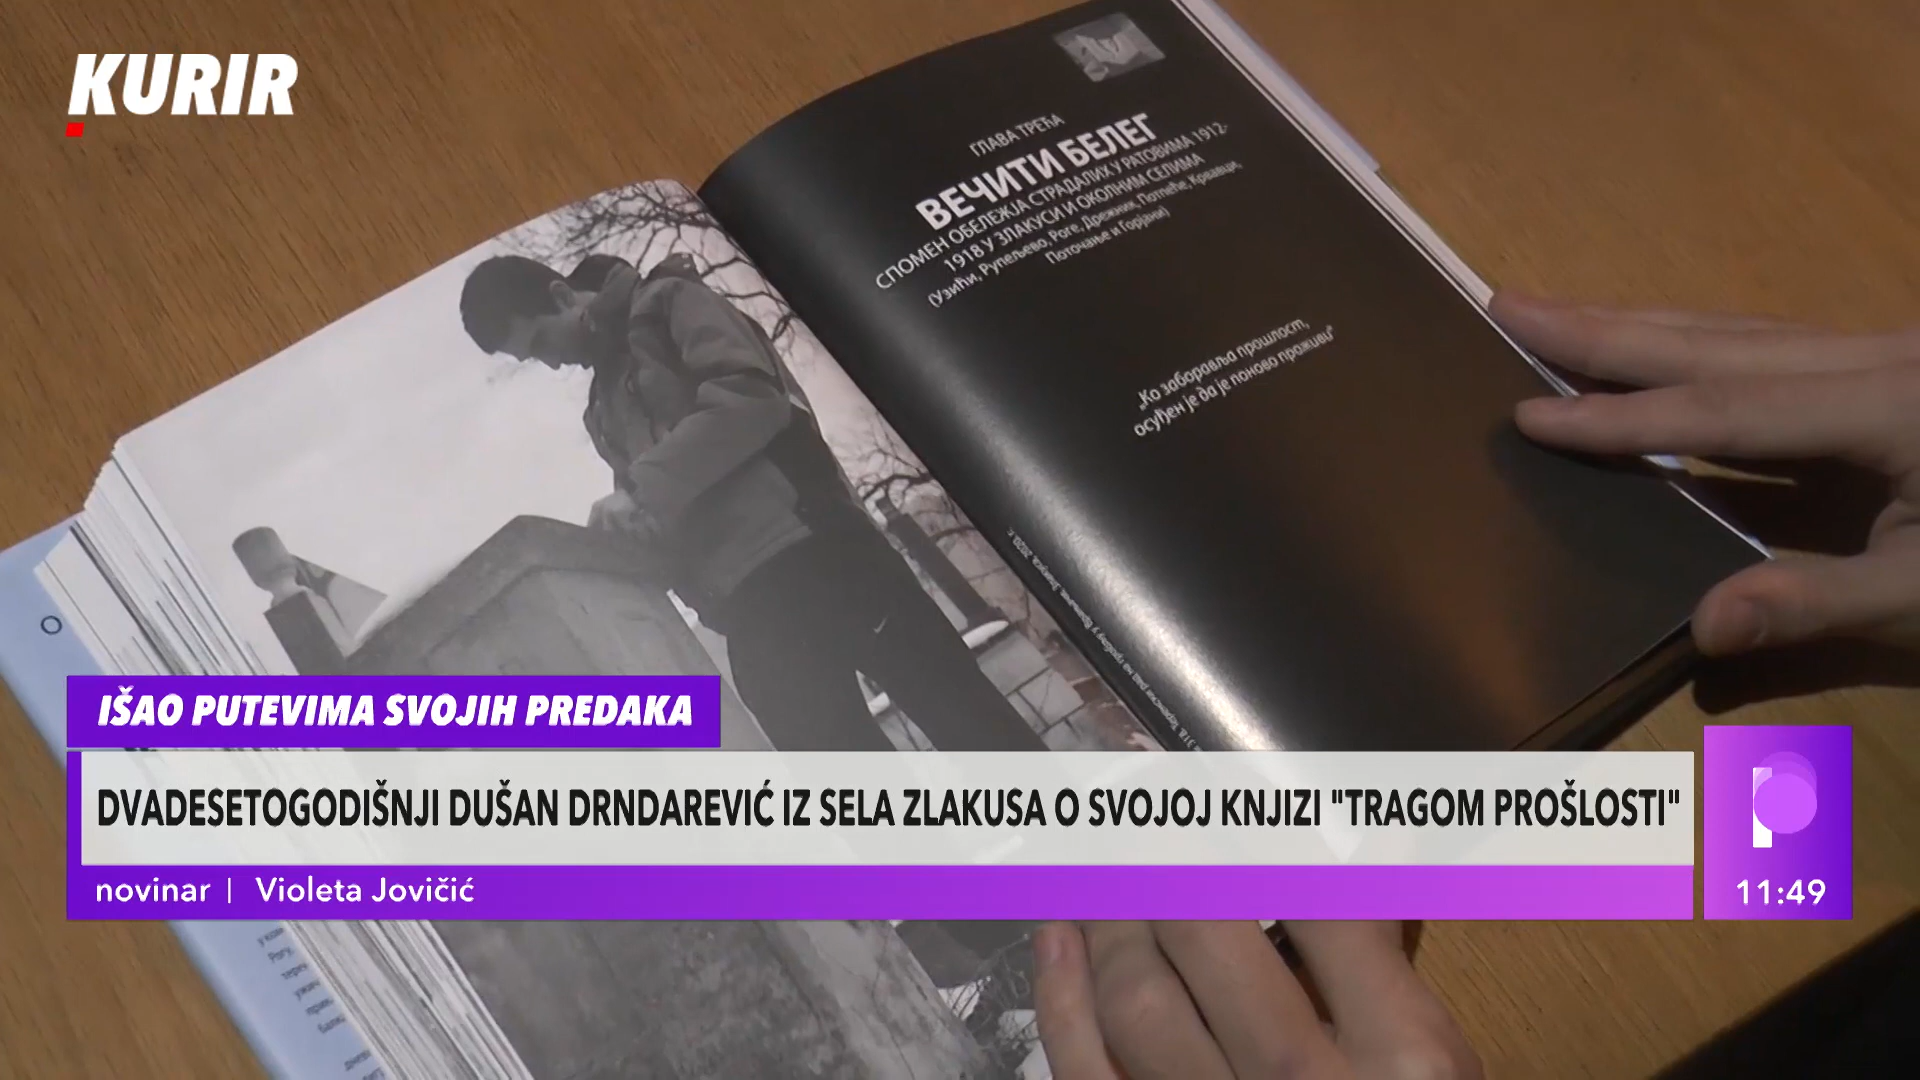 KURIR
ГЛАВА ТРЕЋА
ВЕЧИТИ БЕЛЕГ
СПОМЕН ОБЕЛЕЖЈА СТРАДАЛИХ У РАТОВИМА 1912-
1918 У ЗЛАКУСИ И ОКОЛНИМ СЕЛИМА
(Узићи, Рупељево, Роге, Дрежник, Потпеће, Крвавци,
Поточање и Горјани)
„Ко заборавља прошлост,
осуђен је да је поново проживи"
IŠAO PUTEVIMA SVOJIH PREDAKA
DVADESETOGODIŠNJI DUŠAN DRNDAREVIĆ IZ SELA ZLAKUSA O SVOJOJ KNJIZI "TRAGOM PROŠLOSTI"
novinar | Violeta Jovičić
11:49